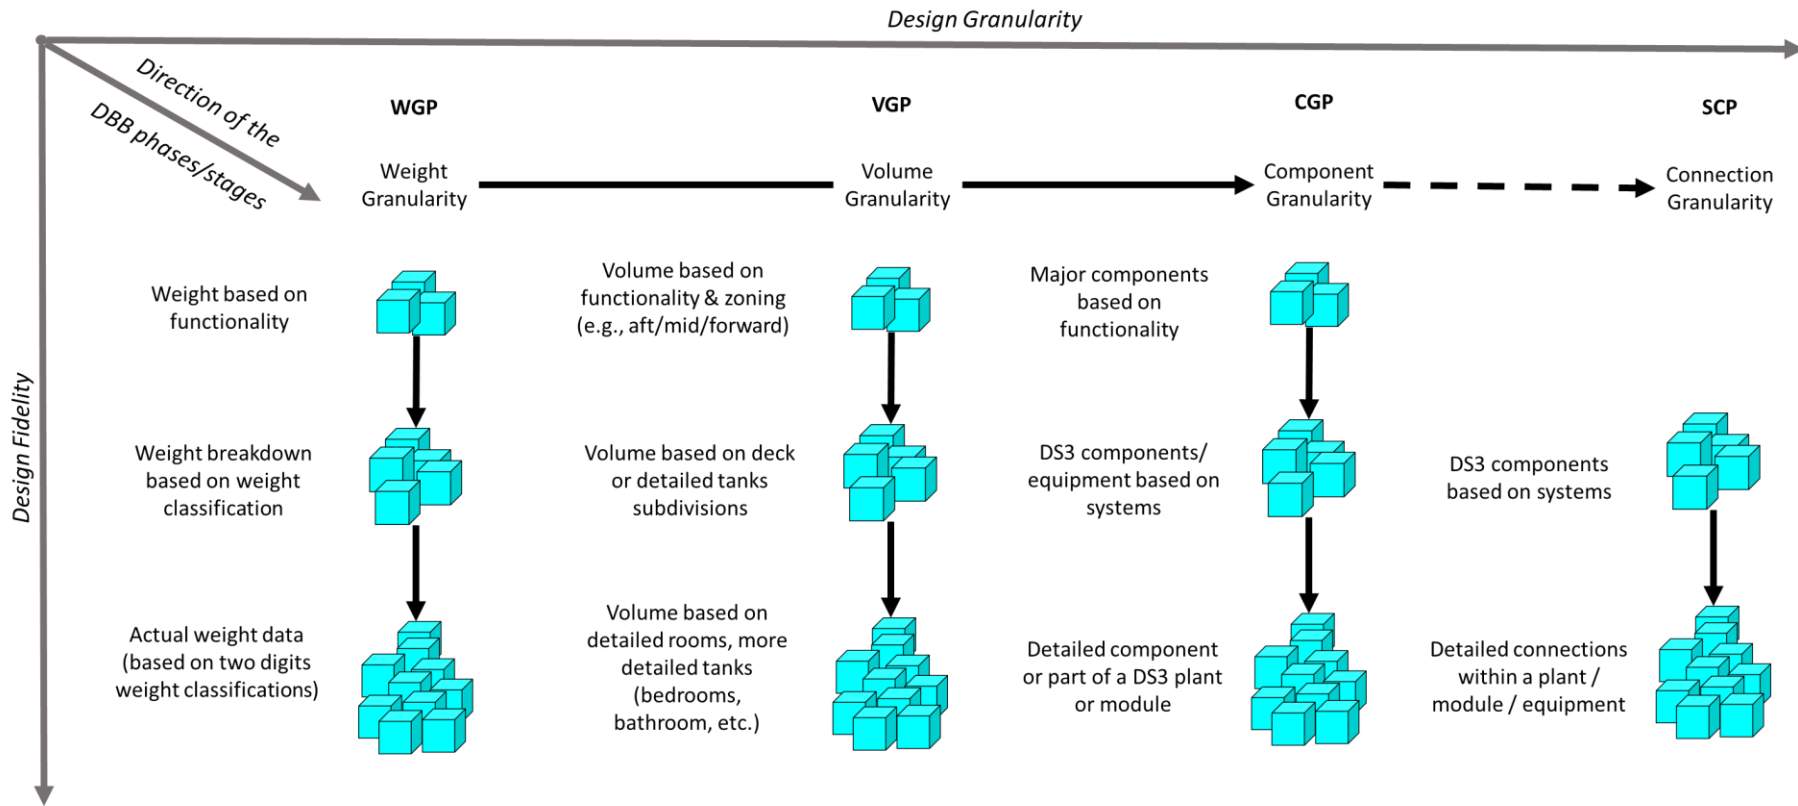 Design Granularity
Direction of the
DBB phases/stages
Design Fidelity
WGP
VGP
CGP
SCP
Weight
Granularity
Volume
Granularity
Component
Granularity
Connection
Granularity
Weight based on
functionality
Volume based on
functionality & zoning
(e.g., aft/mid/forward)
Major components
based on
functionality
Weight breakdown
based on weight
classification
Volume based on deck
or detailed tanks
subdivisions
DS3 components/
equipment based on
systems
DS3 components
based on systems
Actual weight data
(based on two digits
weight classifications)
Volume based on
detailed rooms, more
detailed tanks
(bedrooms,
bathroom, etc.)
Detailed component
or part of a DS3 plant
or module
Detailed connections
within a plant /
module / equipment